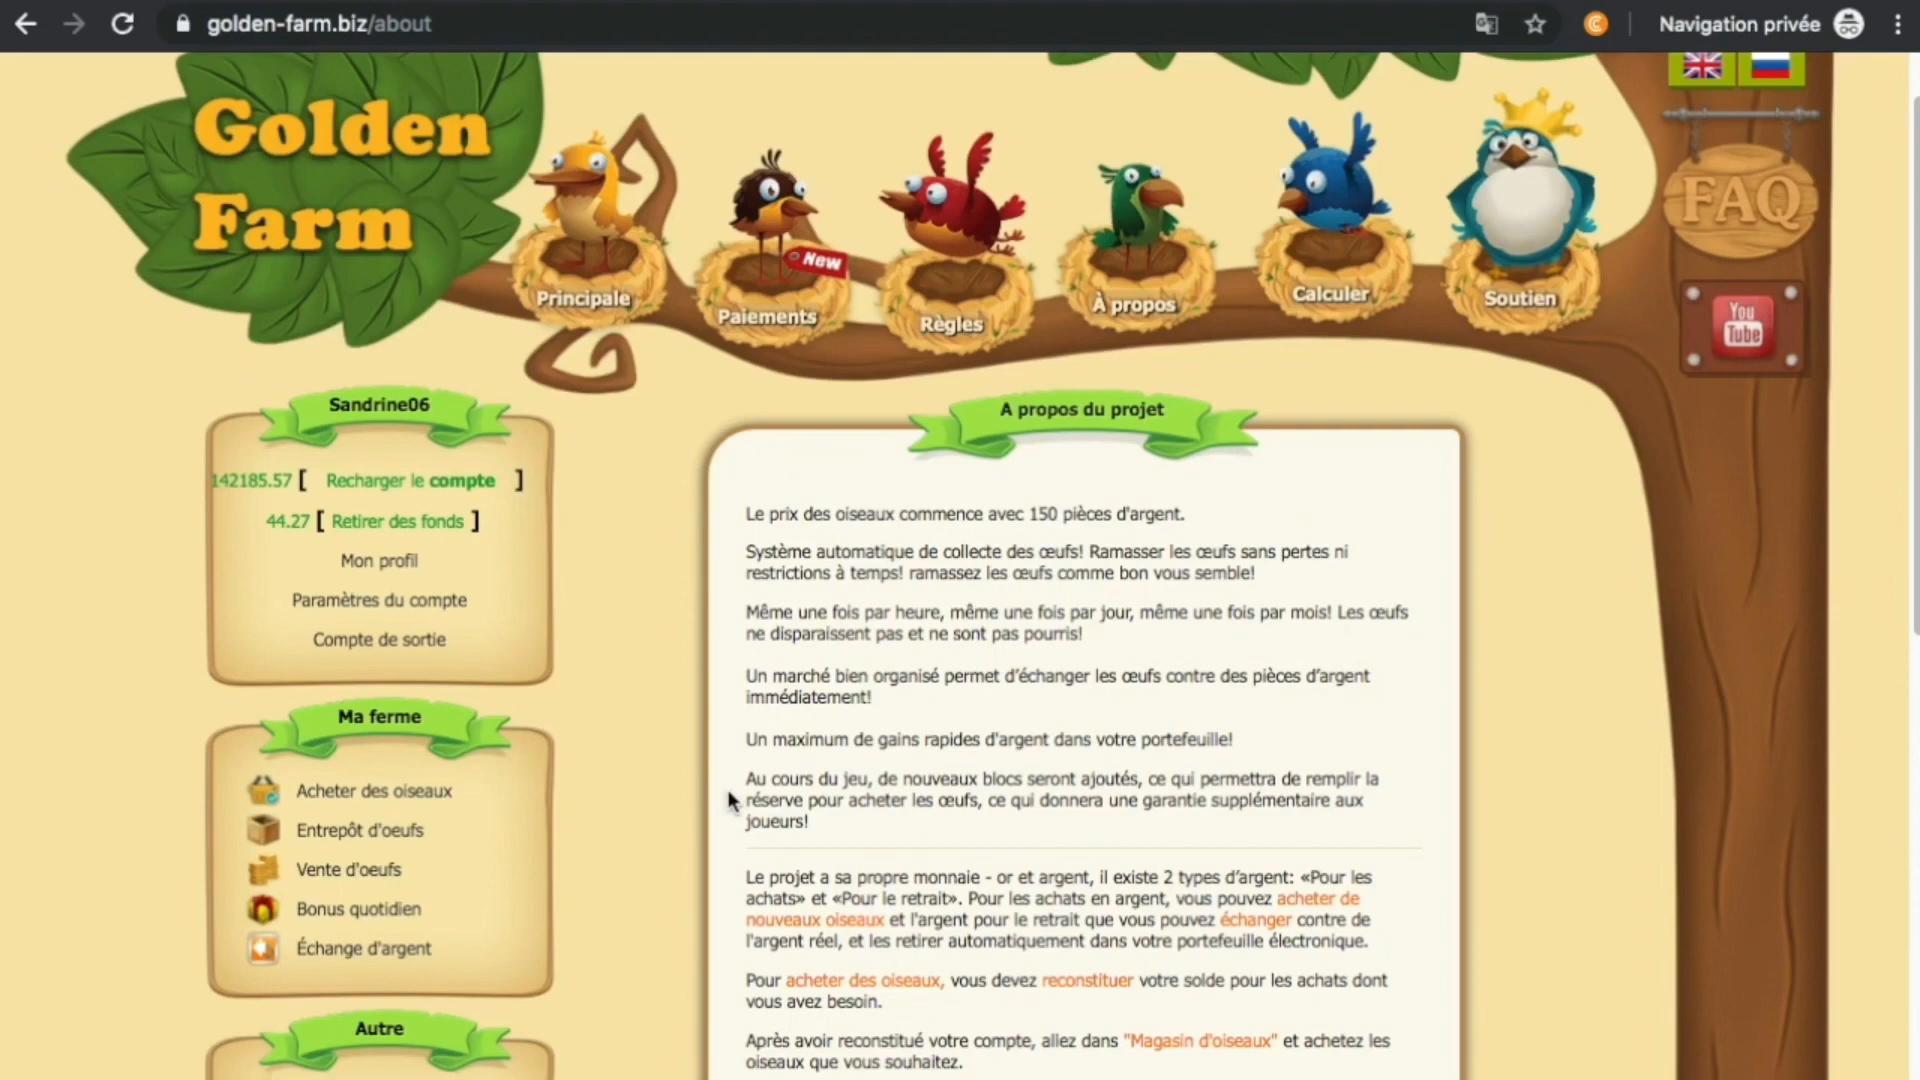 golden-farm.biz/about
Navigation privée
Golden
Farm
Principale
Paiements
New
Règles
À propos
Calculer
Soutien
FAQ
You
Tube
Sandrine06
142185.57 [ Recharger le compte ]
44.27 [ Retirer des fonds ]
Mon profil
Paramètres du compte
Compte de sortie
Ma ferme
Acheter des oiseaux
Entrepôt d'oeufs
Vente d'oeufs
Bonus quotidien
Échange d'argent
Autre
A propos du projet
Le prix des oiseaux commence avec 150 pièces d'argent.
Système automatique de collecte des œufs! Ramasser les œufs sans pertes ni
restrictions à temps! ramassez les œufs comme bon vous semble!
Même une fois par heure, même une fois par jour, même une fois par mois! Les œufs
ne disparaissent pas et ne sont pas pourris!
Un marché bien organisé permet d’échanger les œufs contre des pièces d’argent
immédiatement!
Un maximum de gains rapides d'argent dans votre portefeuille!
Au cours du jeu, de nouveaux blocs seront ajoutés, ce qui permettra de remplir la
réserve pour acheter les œufs, ce qui donnera une garantie supplémentaire aux
joueurs!
Le projet a sa propre monnaie - or et argent, il existe 2 types d’argent: «Pour les
achats» et «Pour le retrait». Pour les achats en argent, vous pouvez acheter de
nouveaux oiseaux et l'argent pour le retrait que vous pouvez échanger contre de
l'argent réel, et les retirer automatiquement dans votre portefeuille électronique.
Pour acheter des oiseaux, vous devez reconstituer votre solde pour les achats dont
vous avez besoin.
Après avoir reconstitué votre compte, allez dans "Magasin d'oiseaux" et achetez les
oiseaux que vous souhaitez.